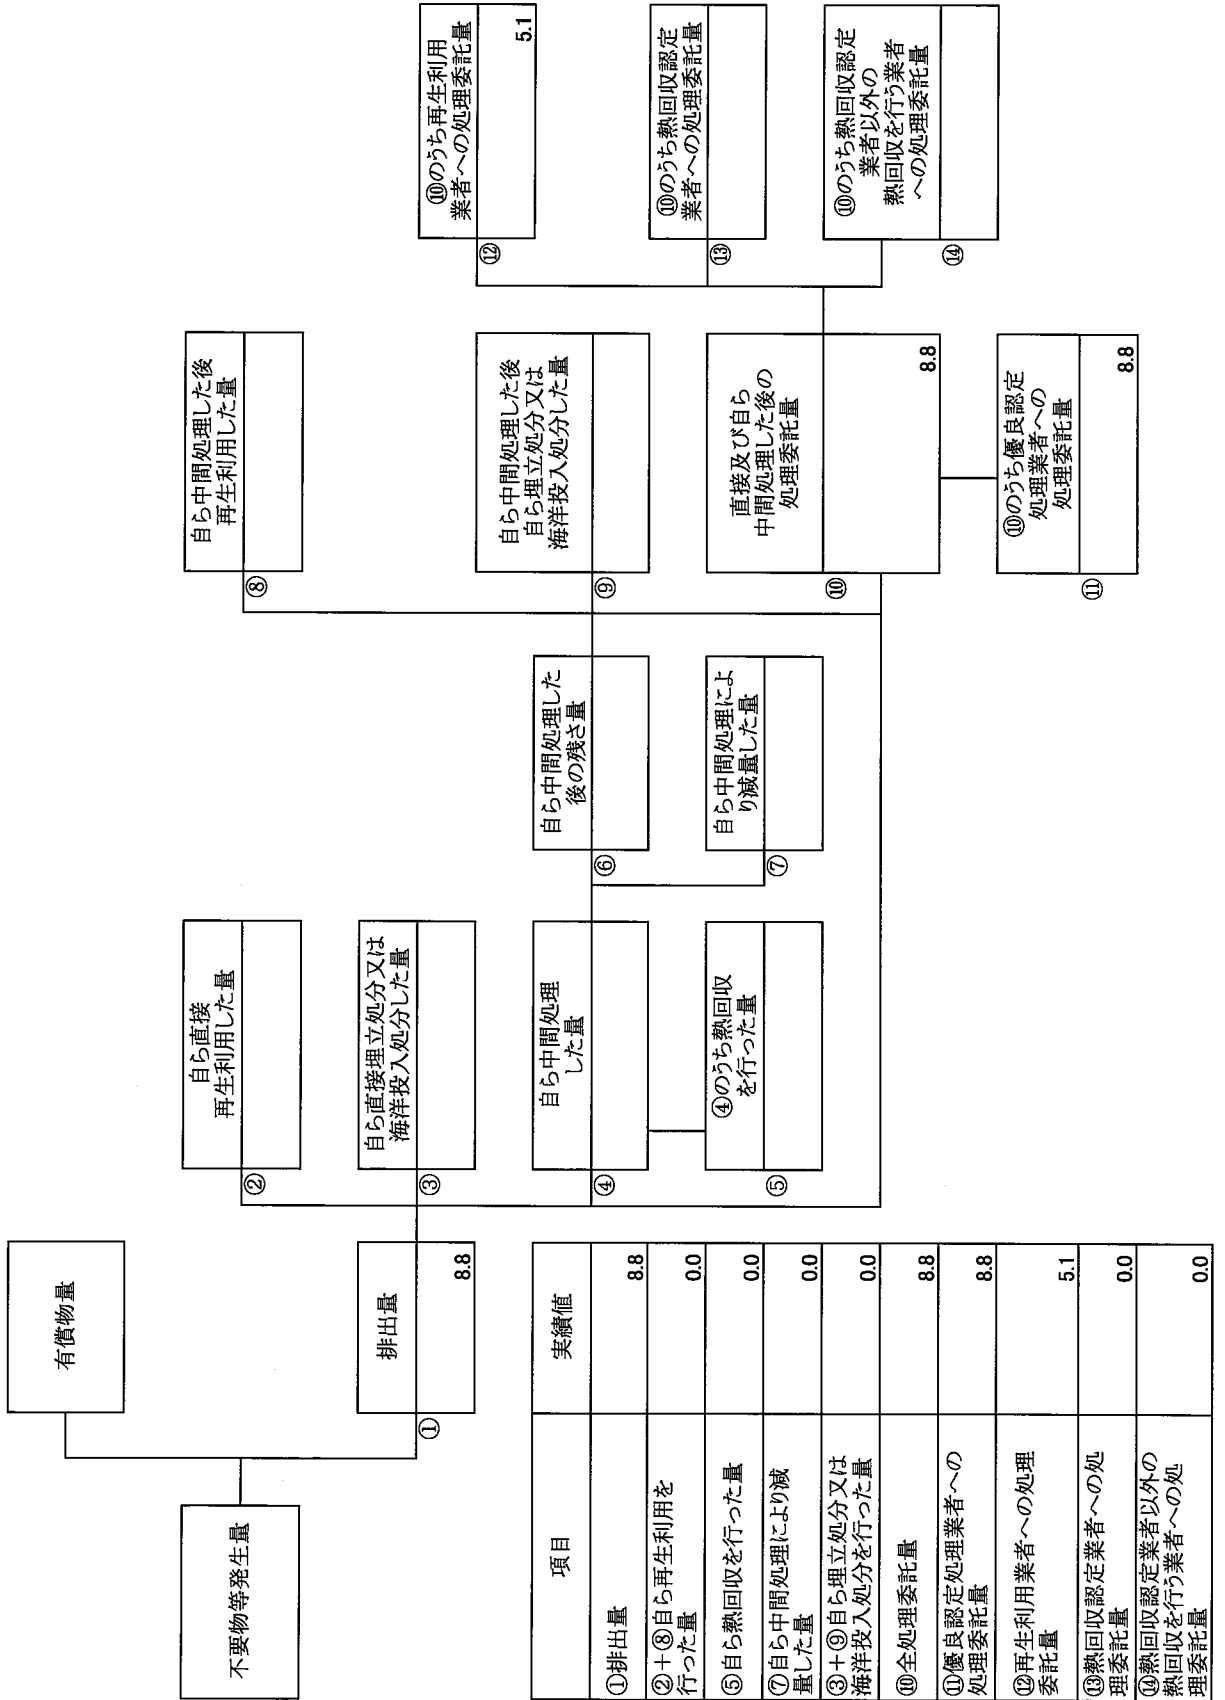 不要物等発生量
有償物量
①
排出量
8.8
②
自ら直接
再生利用した量
③
自ら直接埋立処分又は
海洋投入処分した量
④
自ら中間処理
した量
⑤
④のうち熱回収
を行った量
⑥
自ら中間処理した
後の残さ量
⑦
自ら中間処理によ
り減量した量
⑧
自ら中間処理した後
再生利用した量
⑨
自ら中間処理した後
自ら埋立処分又は
海洋投入処分した量
⑩
直接及び自ら
中間処理した後の
処理委託量
8.8
⑪
⑩のうち優良認定
処理業者への
処理委託量
8.8
⑫
⑩のうち再生利用
業者への処理委託量
5.1
⑬
⑩のうち熱回収認定
業者への処理委託量
⑭
⑩のうち熱回収認定
業者以外の
熱回収を行う業者
への処理委託量
項目
実績値
①排出量
8.8
②+⑧自ら再生利用を
行った量
0.0
⑤自ら熱回収を行った量
0.0
⑦自ら中間処理により減
量した量
0.0
③+⑨自ら埋立処分又は
海洋投入処分を行った量
0.0
⑩全処理委託量
8.8
⑪優良認定処理業者への
処理委託量
8.8
⑫再生利用業者への処理
委託量
5.1
⑬熱回収認定業者への処
理委託量
0.0
⑭熱回収認定業者以外の
熱回収を行う業者への処
理委託量
0.0